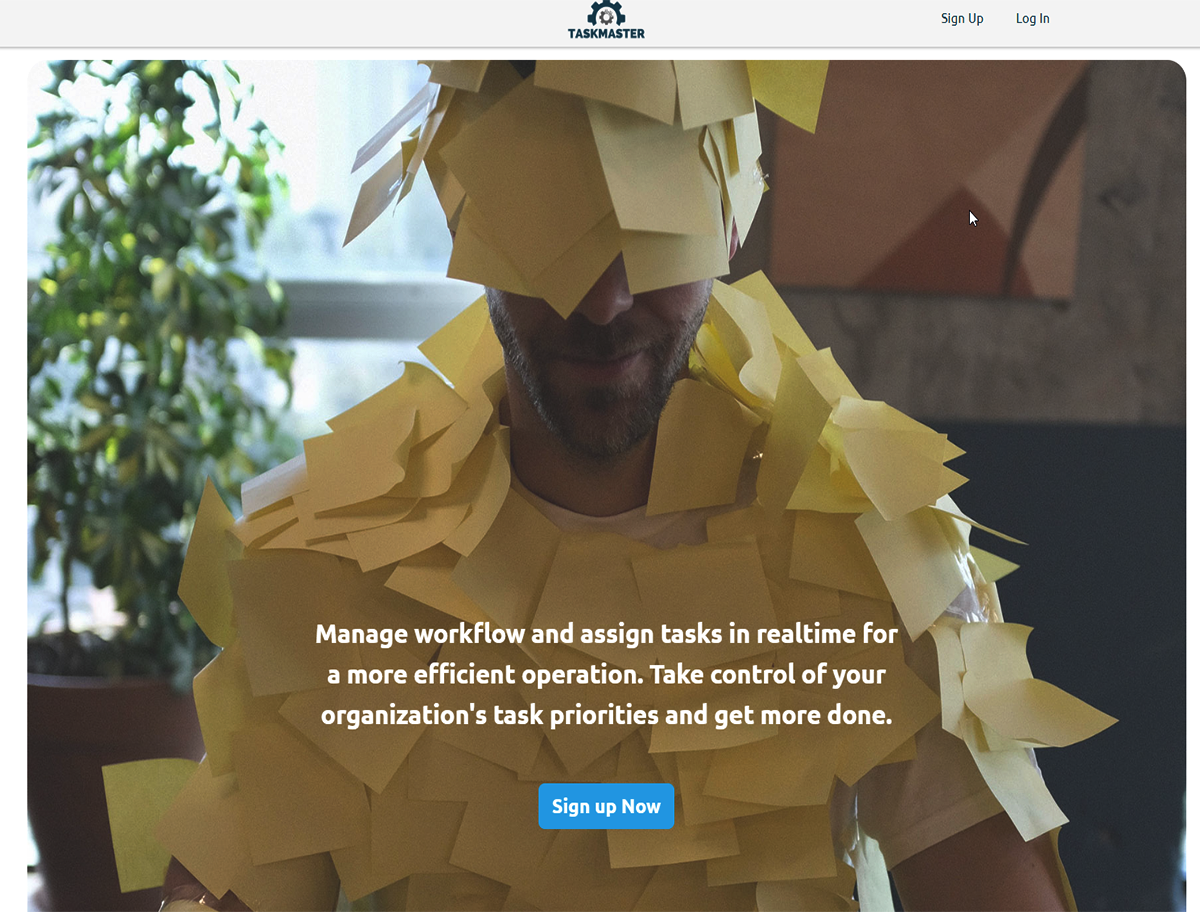 TASKMASTER
Sign Up
Log In
Manage workflow and assign tasks in realtime for
a more efficient operation. Take control of your
organization's task priorities and get more done.
Sign up Now